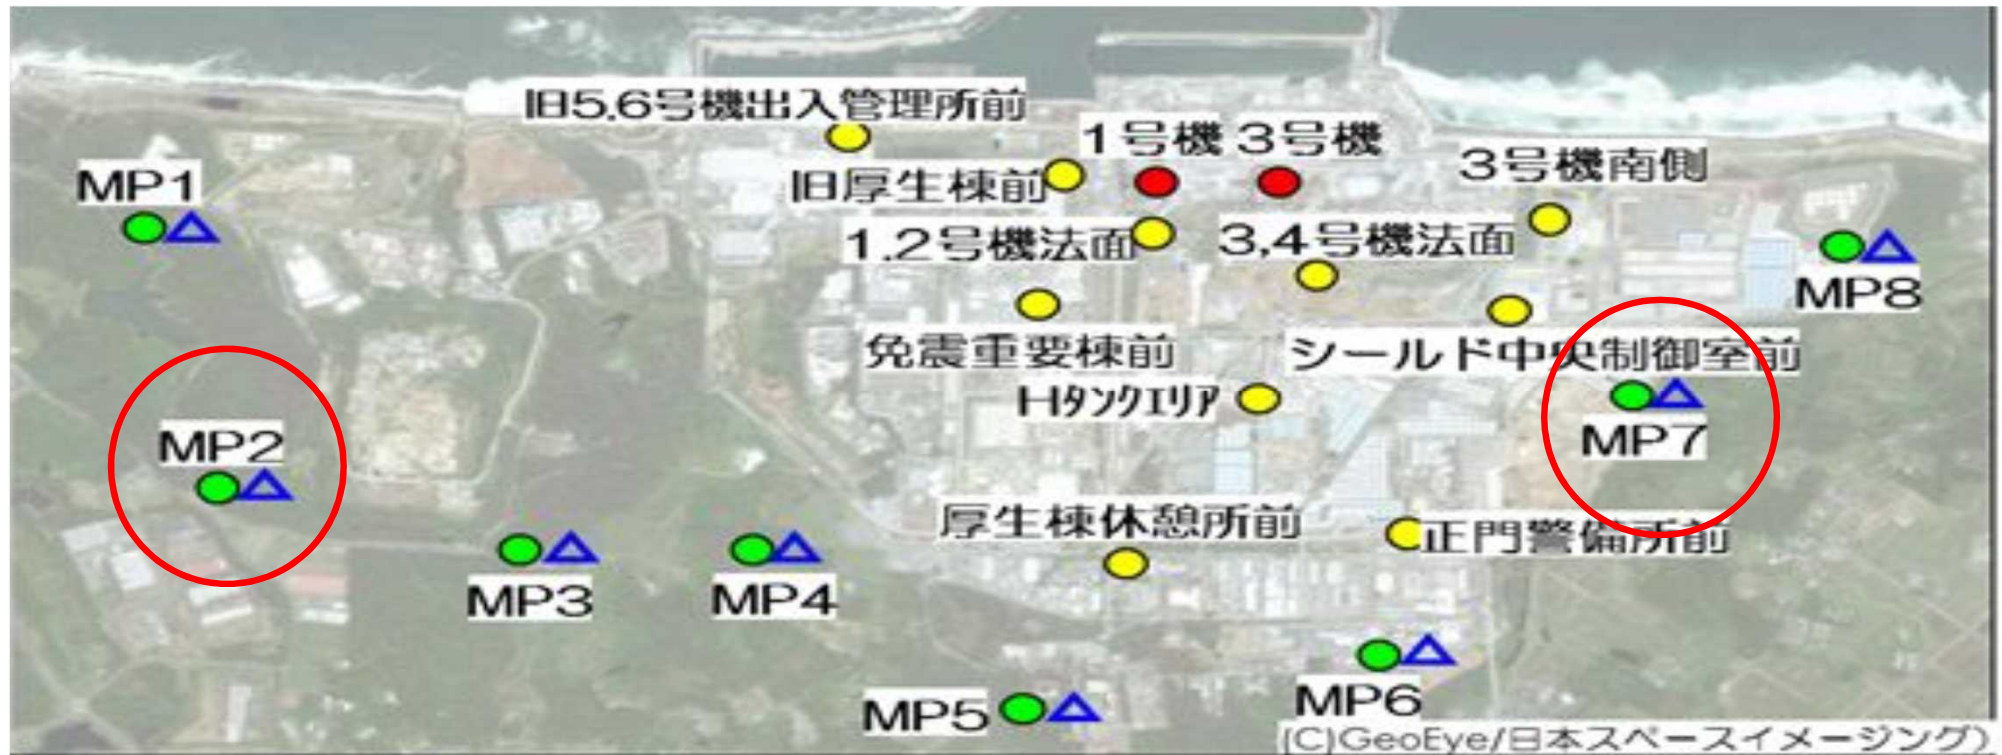 旧5,6号機出入管理所前
1号機
3号機
3号機南側
MP1
旧厚生棟前
1,2号機法面
3,4号機法面
MP8
免震重要棟前
シールド中央制御室前
Hタンクエリア
MP2
MP7
厚生棟休憩所前
正門警備所前
MP3
MP4
MP5
MP6
(C)GeoEye/日本スペースイメージング)